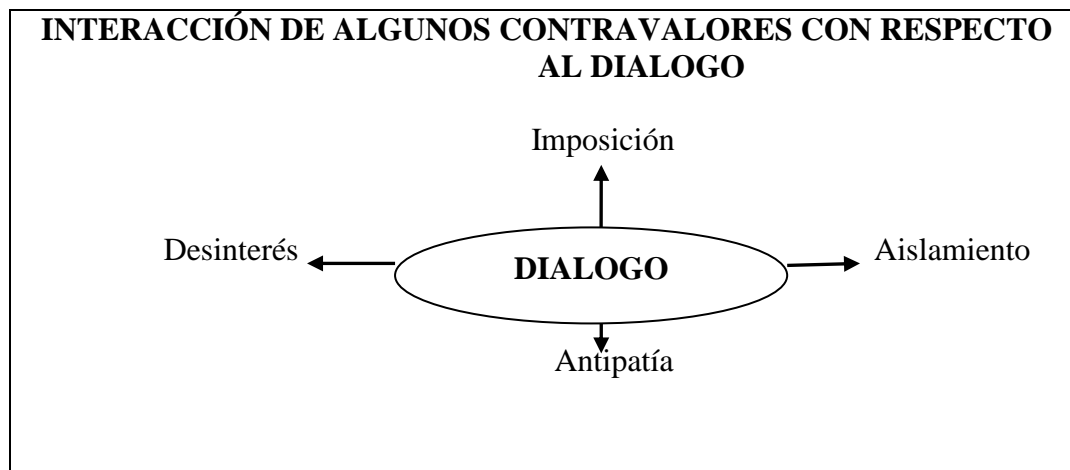 INTERACCIÓN DE ALGUNOS CONTRAVALORES CON RESPECTO
AL DIALOGO
Imposición
Desinterés
DIALOGO
Aislamiento
Antipatía